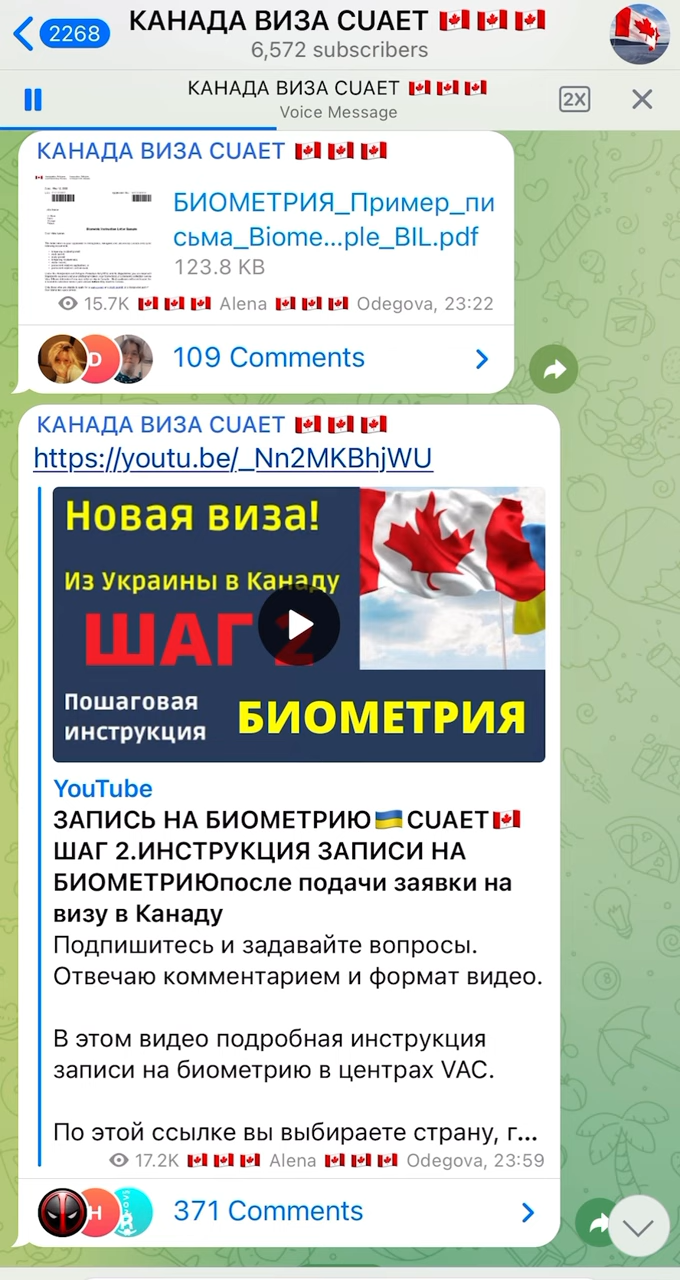 2268
КАНАДА ВИЗА CUAET 🇨🇦 🇨🇦 🇨🇦
6,572 subscribers
КАНАДА ВИЗА CUAET 🇨🇦 🇨🇦 🇨🇦
Voice Message
2X
КАНАДА ВИЗА CUAET 🇨🇦 🇨🇦 🇨🇦
БИОМЕТРИЯ_Пример_пи
сьма_Biome...ple_BIL.pdf
123.8 KB
15.7K 🇨🇦 🇨🇦 🇨🇦 Alena 🇨🇦 🇨🇦 🇨🇦 Odegova, 23:22
D
109 Comments
КАНАДА ВИЗА CUAET 🇨🇦 🇨🇦 🇨🇦
https://youtu.be/_Nn2MKBhjWU
Новая виза!
Из Украины в Канаду
ШАГ 2
Пошаговая
инструкция
БИОМЕТРИЯ
YouTube
ЗАПИСЬ НА БИОМЕТРИЮ🇺🇦CUAET🇨🇦
ШАГ 2.ИНСТРУКЦИЯ ЗАПИСИ НА
БИОМЕТРИЮпосле подачи заявки на
визу в Канаду
Подпишитесь и задавайте вопросы.
Отвечаю комментарием и формат видео.
В этом видео подробная инструкция
записи на биометрию в центрах VAC.
По этой ссылке вы выбираете страну, г...
17.2K 🇨🇦 🇨🇦 🇨🇦 Alena 🇨🇦 🇨🇦 🇨🇦 Odegova, 23:59
Н
371 Comments